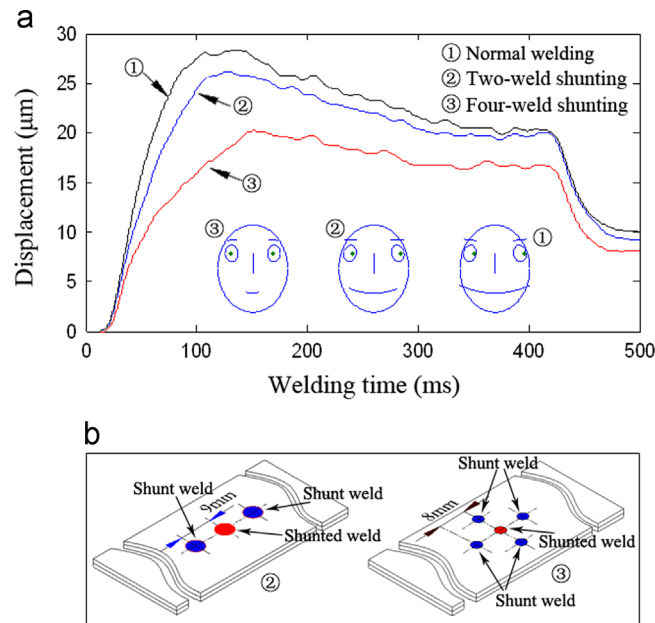 a
30
25
20
15
10
5
0
Displacement (μm)
① Normal welding
② Two-weld shunting
③ Four-weld shunting
①
②
③
③
②
①
0
100
200
300
400
500
Welding time (ms)
b
Shunt weld
9mm
Shunt weld
Shunted weld
②
Shunt weld
8mm
Shunted weld
Shunt weld
③